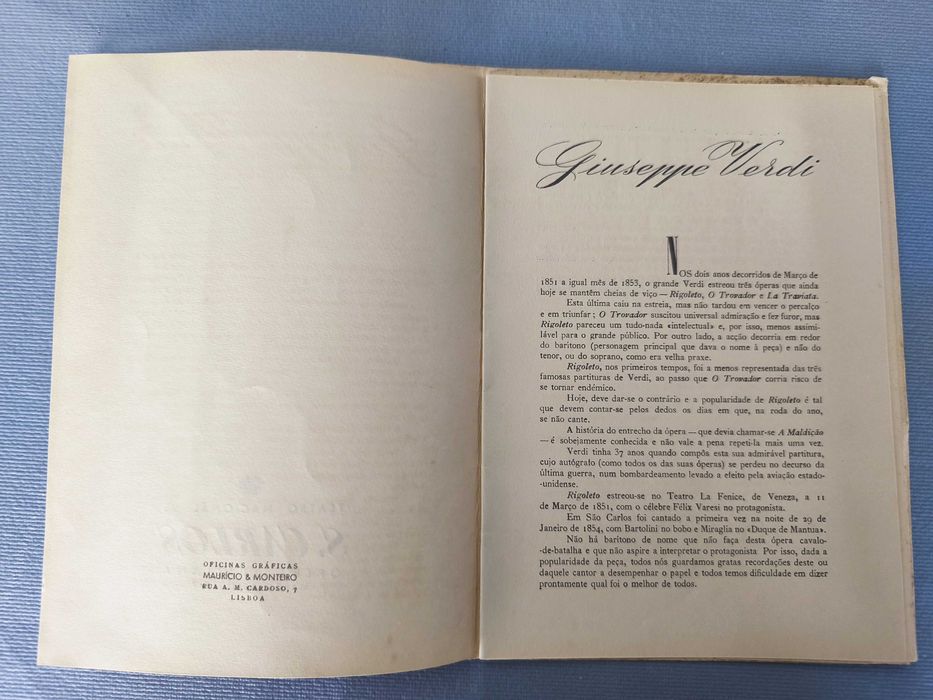 OFICINAS GRÁFICAS
MAURÍCIO & MONTEIRO
RUA A. M. CARDOSO, 7
LISBOA
Giuseppe Verdi
NOS dois anos decorridos de Março de
1851 a igual mês de 1853, o grande Verdi estreou três óperas que ainda
hoje se mantêm cheias de viço — Rigoleto, O Trovador e La Traviata.
Esta última caiu na estreia, mas não tardou em vencer o percalço
e em triunfar; O Trovador suscitou universal admiração e fez furor, mas
Rigoleto pareceu um tudo-nada «intelectual» e, por isso, menos assimi-
lável para o grande público. Por outro lado, a acção decorria em redor
do barítono (personagem principal que dava o nome à peça) e não do
tenor, ou do soprano, como era velha praxe.
Rigoleto, nos primeiros tempos, foi a menos representada das três
famosas partituras de Verdi, ao passo que O Trovador corria risco de
se tornar endémico.
Hoje, deve dar-se o contrário e a popularidade de Rigoleto é tal
que devem contar-se pelos dedos os dias em que, na roda do ano,
se não cante.
A história do entrecho da ópera — que devia chamar-se A Maldição
— é sobejamente conhecida e não vale a pena repeti-la mais uma vez.
Verdi tinha 37 anos quando compôs esta sua admirável partitura,
cujo autógrafo (como todos os das suas óperas) se perdeu no decurso da
última guerra, num bombardeamento levado a efeito pela aviação estado-
-unidense.
Rigoleto estreou-se no Teatro La Fenice, de Veneza, a 11
de Março de 1851, com o célebre Félix Varesi no protagonista.
Em São Carlos foi cantado a primeira vez na noite de 29 de
Janeiro de 1854, com Bartolini no bobo e Miraglia no «Duque de Mantua».
Não há barítono de nome que não faça desta ópera cavalo-
-de-batalha e que não aspire a interpretar o protagonista Por isso, dada a
popularidade da peça, todos nós guardamos gratas recordações deste ou
daquele cantor a desempenhar o papel e todos temos dificuldade em dizer
prontamente qual foi o melhor de todos.